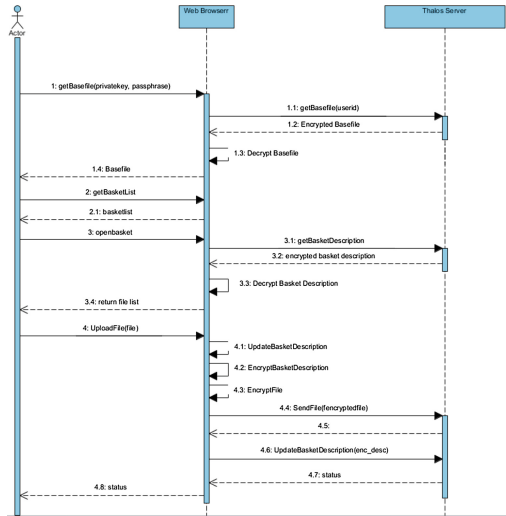 Web Browserr
Thalos Server
Actor
1: getBasefile(privatekey, passphrase)
1.1: getBasefile(userid)
1.2: Encrypted Basefile
1.3: Decrypt Basefile
1.4: Basefile
2: getBasketList
2.1: basketlist
3: openbasket
3.1: getBasketDescription
3.2: encrypted basket description
3.3: Decrypt Basket Description
3.4: return file list
4: UploadFile(file)
4.1: UpdateBasketDescription
4.2: EncryptBasketDescription
4.3: EncryptFile
4.4: SendFile(fencryptedfile)
4.5:
4.6: UpdateBasketDescription(enc_desc)
4.7: status
4.8: status